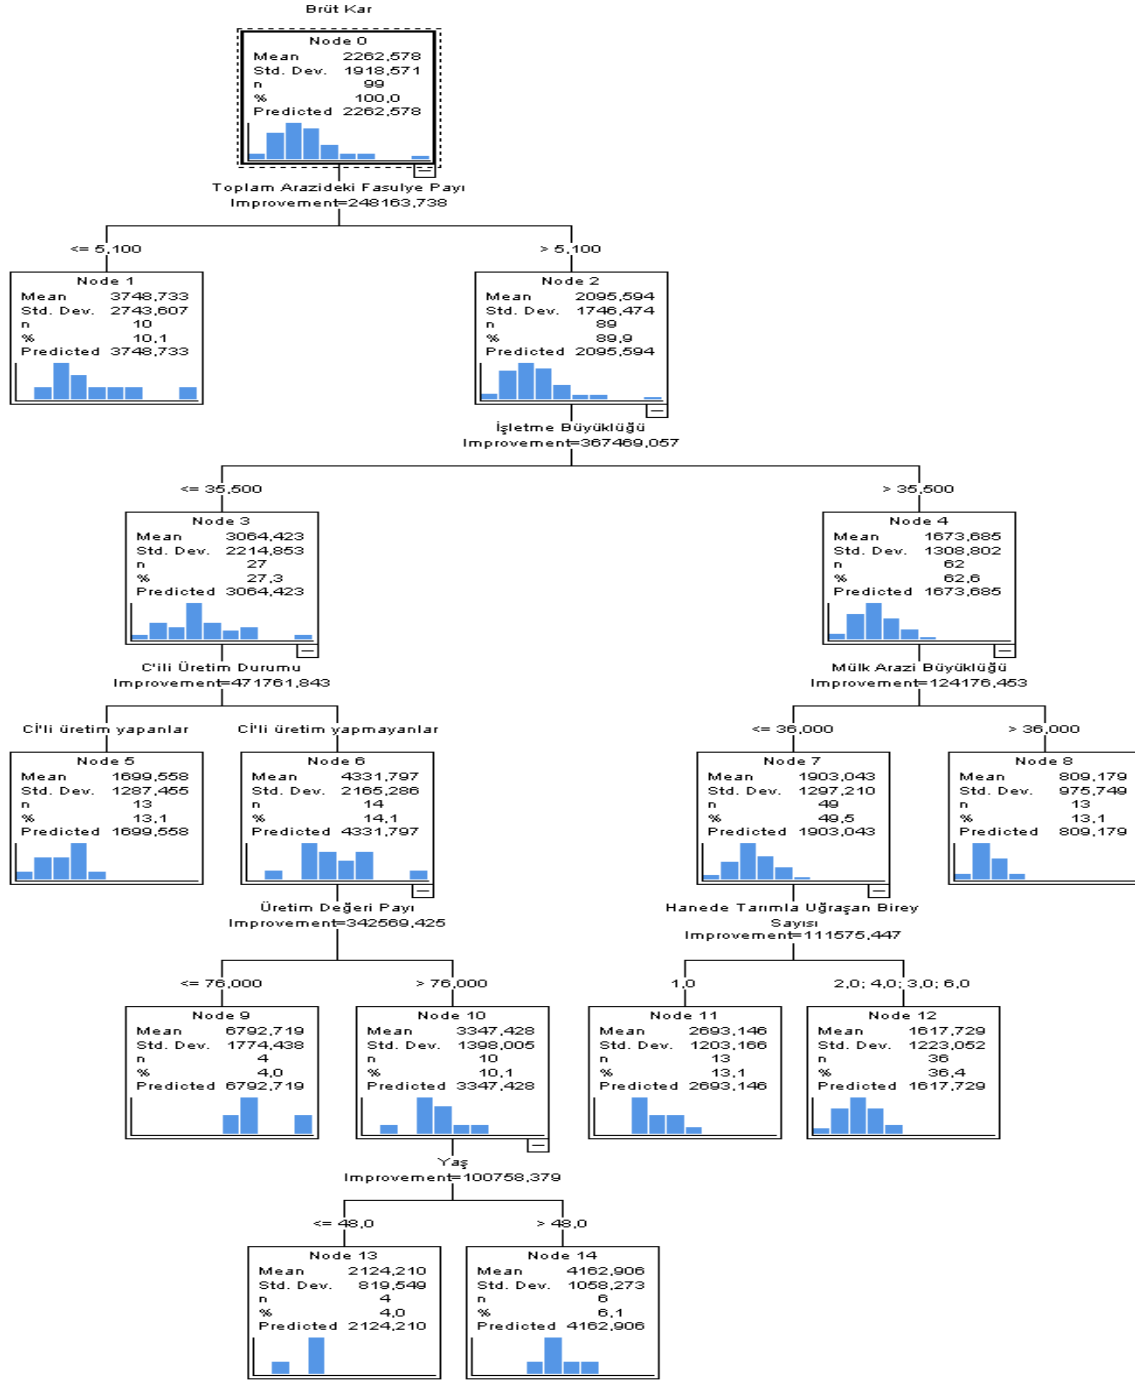 Brüt Kar
Node 0
Mean 2262,578
Std. Dev. 1918,571
n 99
% 100,0
Predicted 2262,578
Toplam Arazideki Fasulye Payı
Improvement=248163,738
<= 5,100
> 5,100
Node 1
Mean 3748,733
Std. Dev. 2743,607
n 10
% 10,1
Predicted 3748,733
Node 2
Mean 2095,594
Std. Dev. 1746,474
n 89
% 89,9
Predicted 2095,594
İşletme Büyüklüğü
Improvement=367469,057
<= 35,500
> 35,500
Node 3
Mean 3064,423
Std. Dev. 2214,853
n 27
% 27,3
Predicted 3064,423
Node 4
Mean 1673,685
Std. Dev. 1308,802
n 62
% 62,6
Predicted 1673,685
C'ili Üretim Durumu
Improvement=471761,843
Mülk Arazi Büyüklüğü
Improvement=124176,453
Cİ'li üretim yapanlar
Cİ'li üretim yapmayanlar
<= 36,000
> 36,000
Node 5
Mean 1699,558
Std. Dev. 1287,455
n 13
% 13,1
Predicted 1699,558
Node 6
Mean 4331,797
Std. Dev. 2165,286
n 14
% 14,1
Predicted 4331,797
Node 7
Mean 1903,043
Std. Dev. 1297,210
n 49
% 49,5
Predicted 1903,043
Node 8
Mean 809,179
Std. Dev. 975,749
n 13
% 13,1
Predicted 809,179
Üretim Değeri Payı
Improvement=342569,425
Hanede Tarımla Uğraşan Birey
Sayısı
Improvement=111575,447
<= 76,000
> 76,000
1,0
2,0; 4,0; 3,0; 6,0
Node 9
Mean 6792,719
Std. Dev. 1774,438
n 4
% 4,0
Predicted 6792,719
Node 10
Mean 3347,428
Std. Dev. 1398,005
n 10
% 10,1
Predicted 3347,428
Node 11
Mean 2693,146
Std. Dev. 1203,166
n 13
% 13,1
Predicted 2693,146
Node 12
Mean 1617,729
Std. Dev. 1223,052
n 36
% 36,4
Predicted 1617,729
Yaş
Improvement=100758,379
<= 48,0
> 48,0
Node 13
Mean 2124,210
Std. Dev. 819,549
n 4
% 4,0
Predicted 2124,210
Node 14
Mean 4162,906
Std. Dev. 1058,273
n 6
% 6,1
Predicted 4162,906